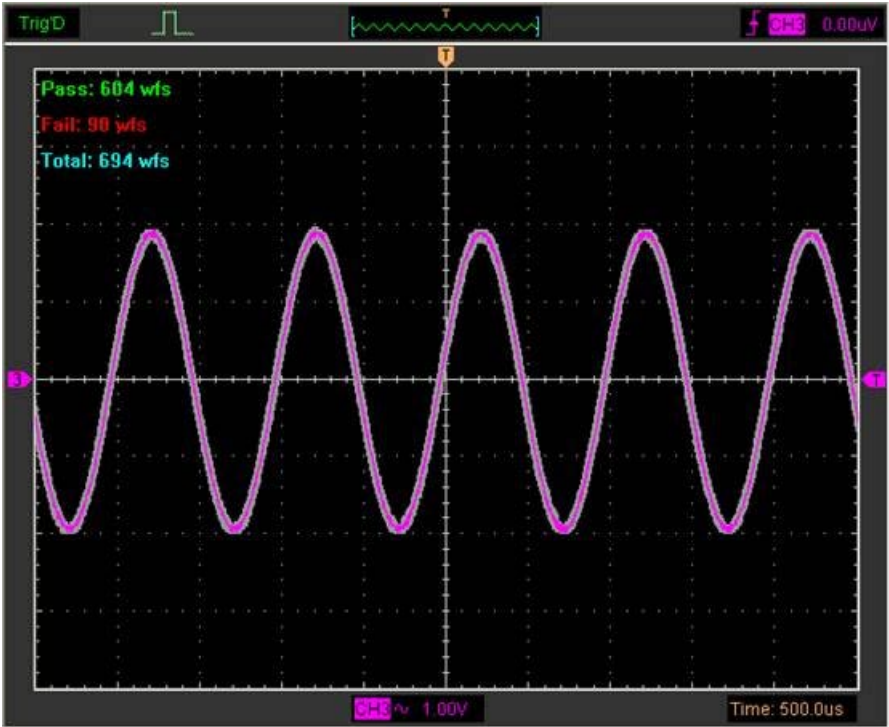 Trig'D
T
CH3 0.00uV
T
Pass: 604 wfs
Fail: 90 wfs
Total: 694 wfs
3
T
CH3 ∿ 1.00V
Time: 500.0us